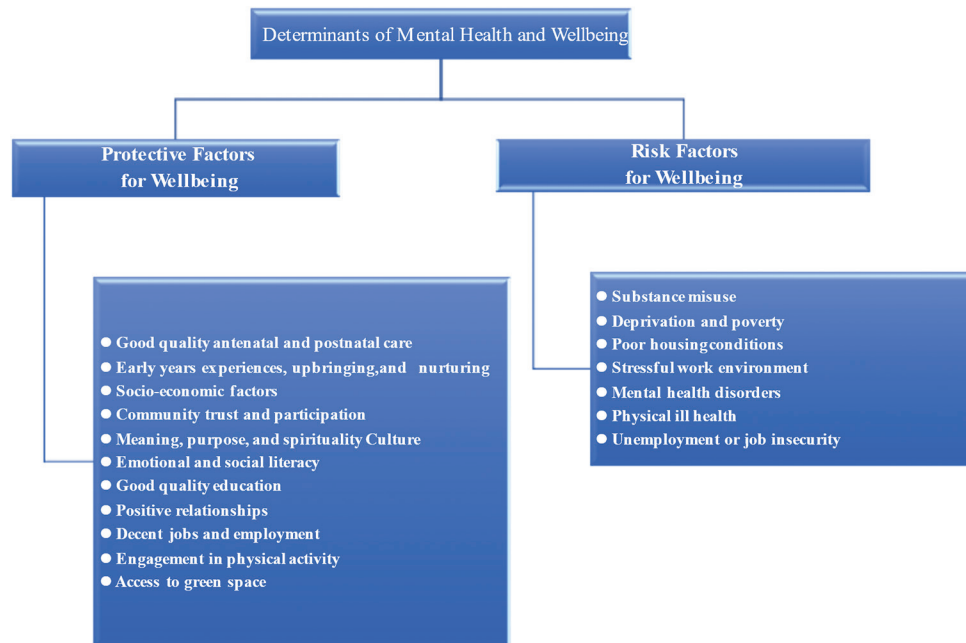 Determinants of Mental Health and Wellbeing
Protective Factors
for Wellbeing
Risk Factors
for Wellbeing
● Good quality antenatal and postnatal care
● Early years experiences, upbringing,and nurturing
● Socio-economic factors
● Community trust and participation
● Meaning, purpose, and spirituality Culture
● Emotional and social literacy
● Good quality education
● Positive relationships
● Decent jobs and employment
● Engagement in physical activity
● Access to green space
● Substance misuse
● Deprivation and poverty
● Poor housingconditions
● Stressful work environment
● Mental health disorders
● Physical ill health
● Unemployment or job insecurity